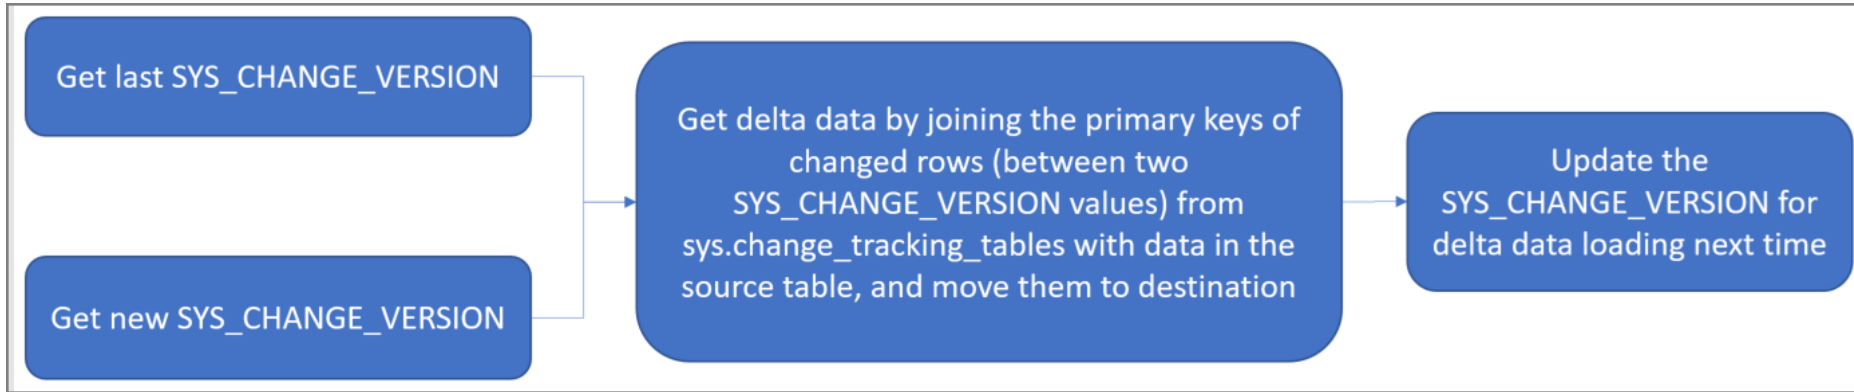 Get last SYS_CHANGE_VERSION
Get new SYS_CHANGE_VERSION
Get delta data by joining the primary keys of
changed rows (between two
SYS_CHANGE_VERSION values) from
sys.change_tracking_tables with data in the
source table, and move them to destination
Update the
SYS_CHANGE_VERSION for
delta data loading next time